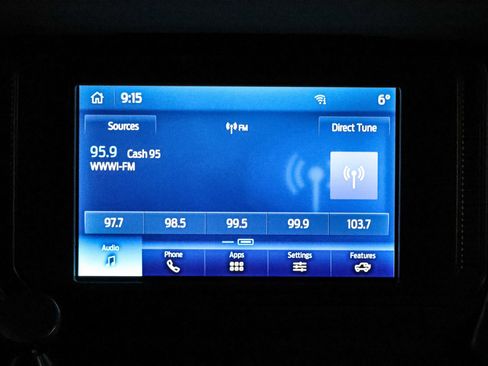 9:15 6°
Sources FM Direct Tune
95.9 Cash 95
WWWI-FM
97.7 98.5 99.5 99.9 103.7
Audio Phone Apps Settings Features